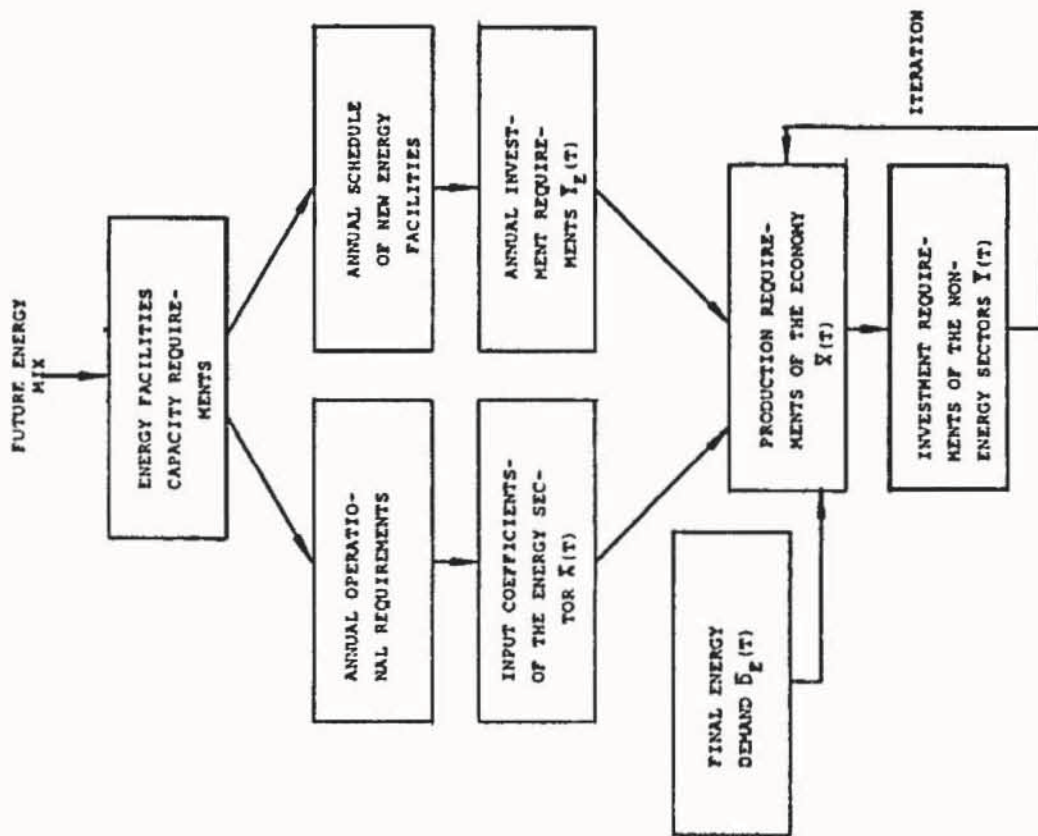 FUTURE ENERGY
MIX
ENERGY FACILITIES
CAPACITY REQUIRE-
MENTS
ANNUAL OPERATIO-
NAL REQUIREMENTS
ANNUAL SCHEDULE
OF NEW ENERGY
FACILITIES
INPUT COEFFICIENTS-
OF THE ENERGY SEC-
TOR Ā(T)
ANNUAL INVEST-
MENT REQUIRE-
MENTS Ȳ_E(T)
FINAL ENERGY
DEMAND D̄_E(T)
PRODUCTION REQUIRE-
MENTS OF THE ECONOMY
X̄(T)
ITERATION
INVESTMENT REQUIRE-
MENTS OF THE NON-
ENERGY SECTORS Ȳ(T)